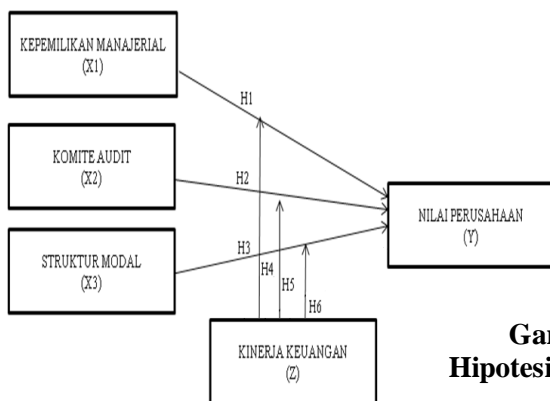 KEPEMILIKAN MANAJERIAL
(X1)
H1
KOMITE AUDIT
(X2)
H2
NILAI PERUSAHAAN
(Y)
H3
STRUKTUR MODAL
(X3)
H4
H5
H6
KINERJA KEUANGAN
(Z)
Gar
Hipotesi